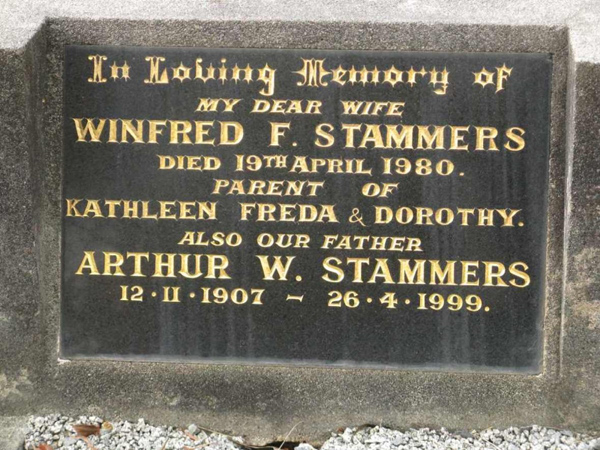 In Loving Memory of
MY DEAR WIFE
WINFRED F. STAMMERS
DIED 19TH APRIL 1980.
PARENT OF
KATHLEEN FREDA & DOROTHY.
ALSO OUR FATHER
ARTHUR W. STAMMERS
12·11·1907 – 26·4·1999.